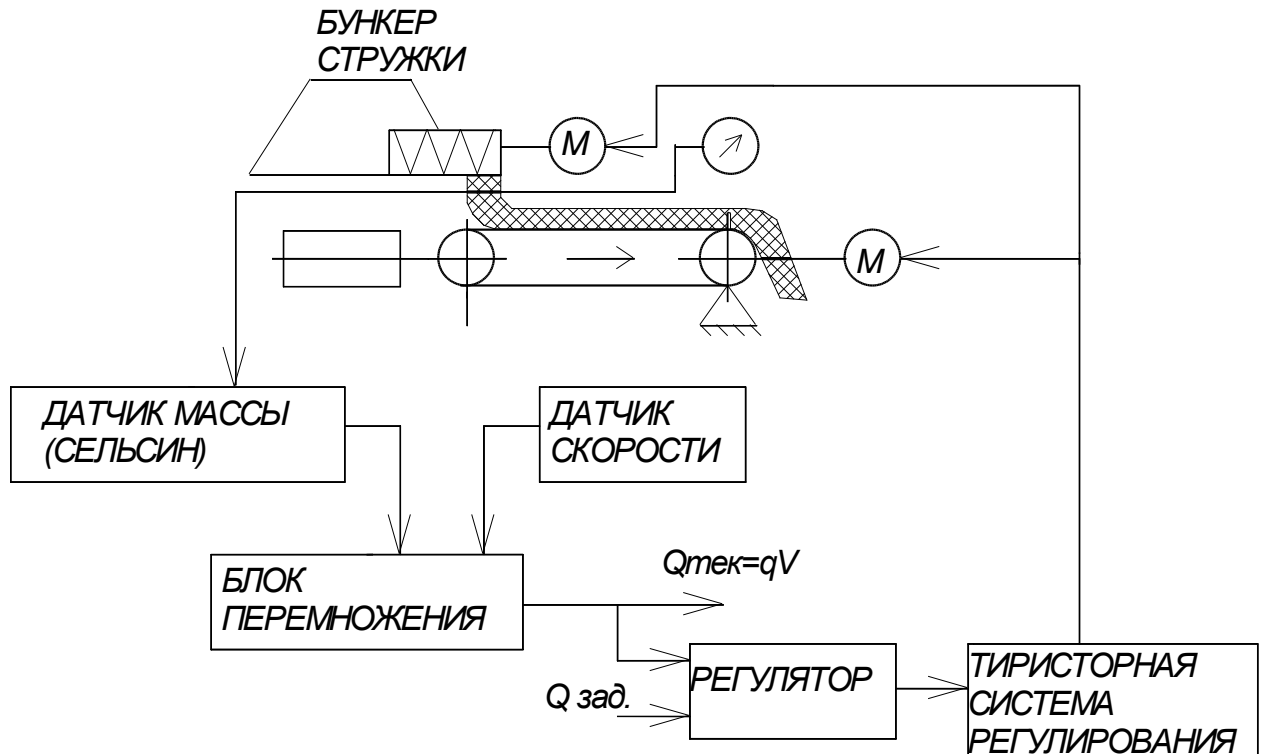 БУНКЕР
СТРУЖКИ
М
М
ДАТЧИК МАССЫ
(СЕЛЬСИН)
ДАТЧИК
СКОРОСТИ
БЛОК
ПЕРЕМНОЖЕНИЯ
Qтек=qV
Q зад.
РЕГУЛЯТОР
ТИРИСТОРНАЯ
СИСТЕМА
РЕГУЛИРОВАНИЯ